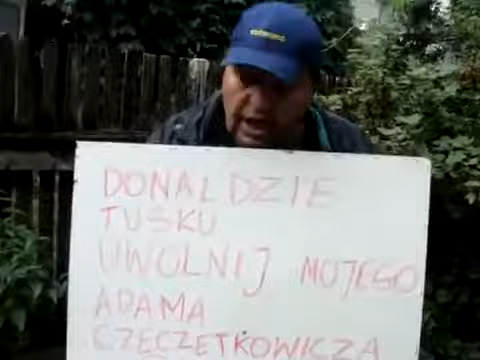 DONALDZIE
TUSKU
UWOLNIJ MOJEGO
ADAMA
CZECZETKOWICZA